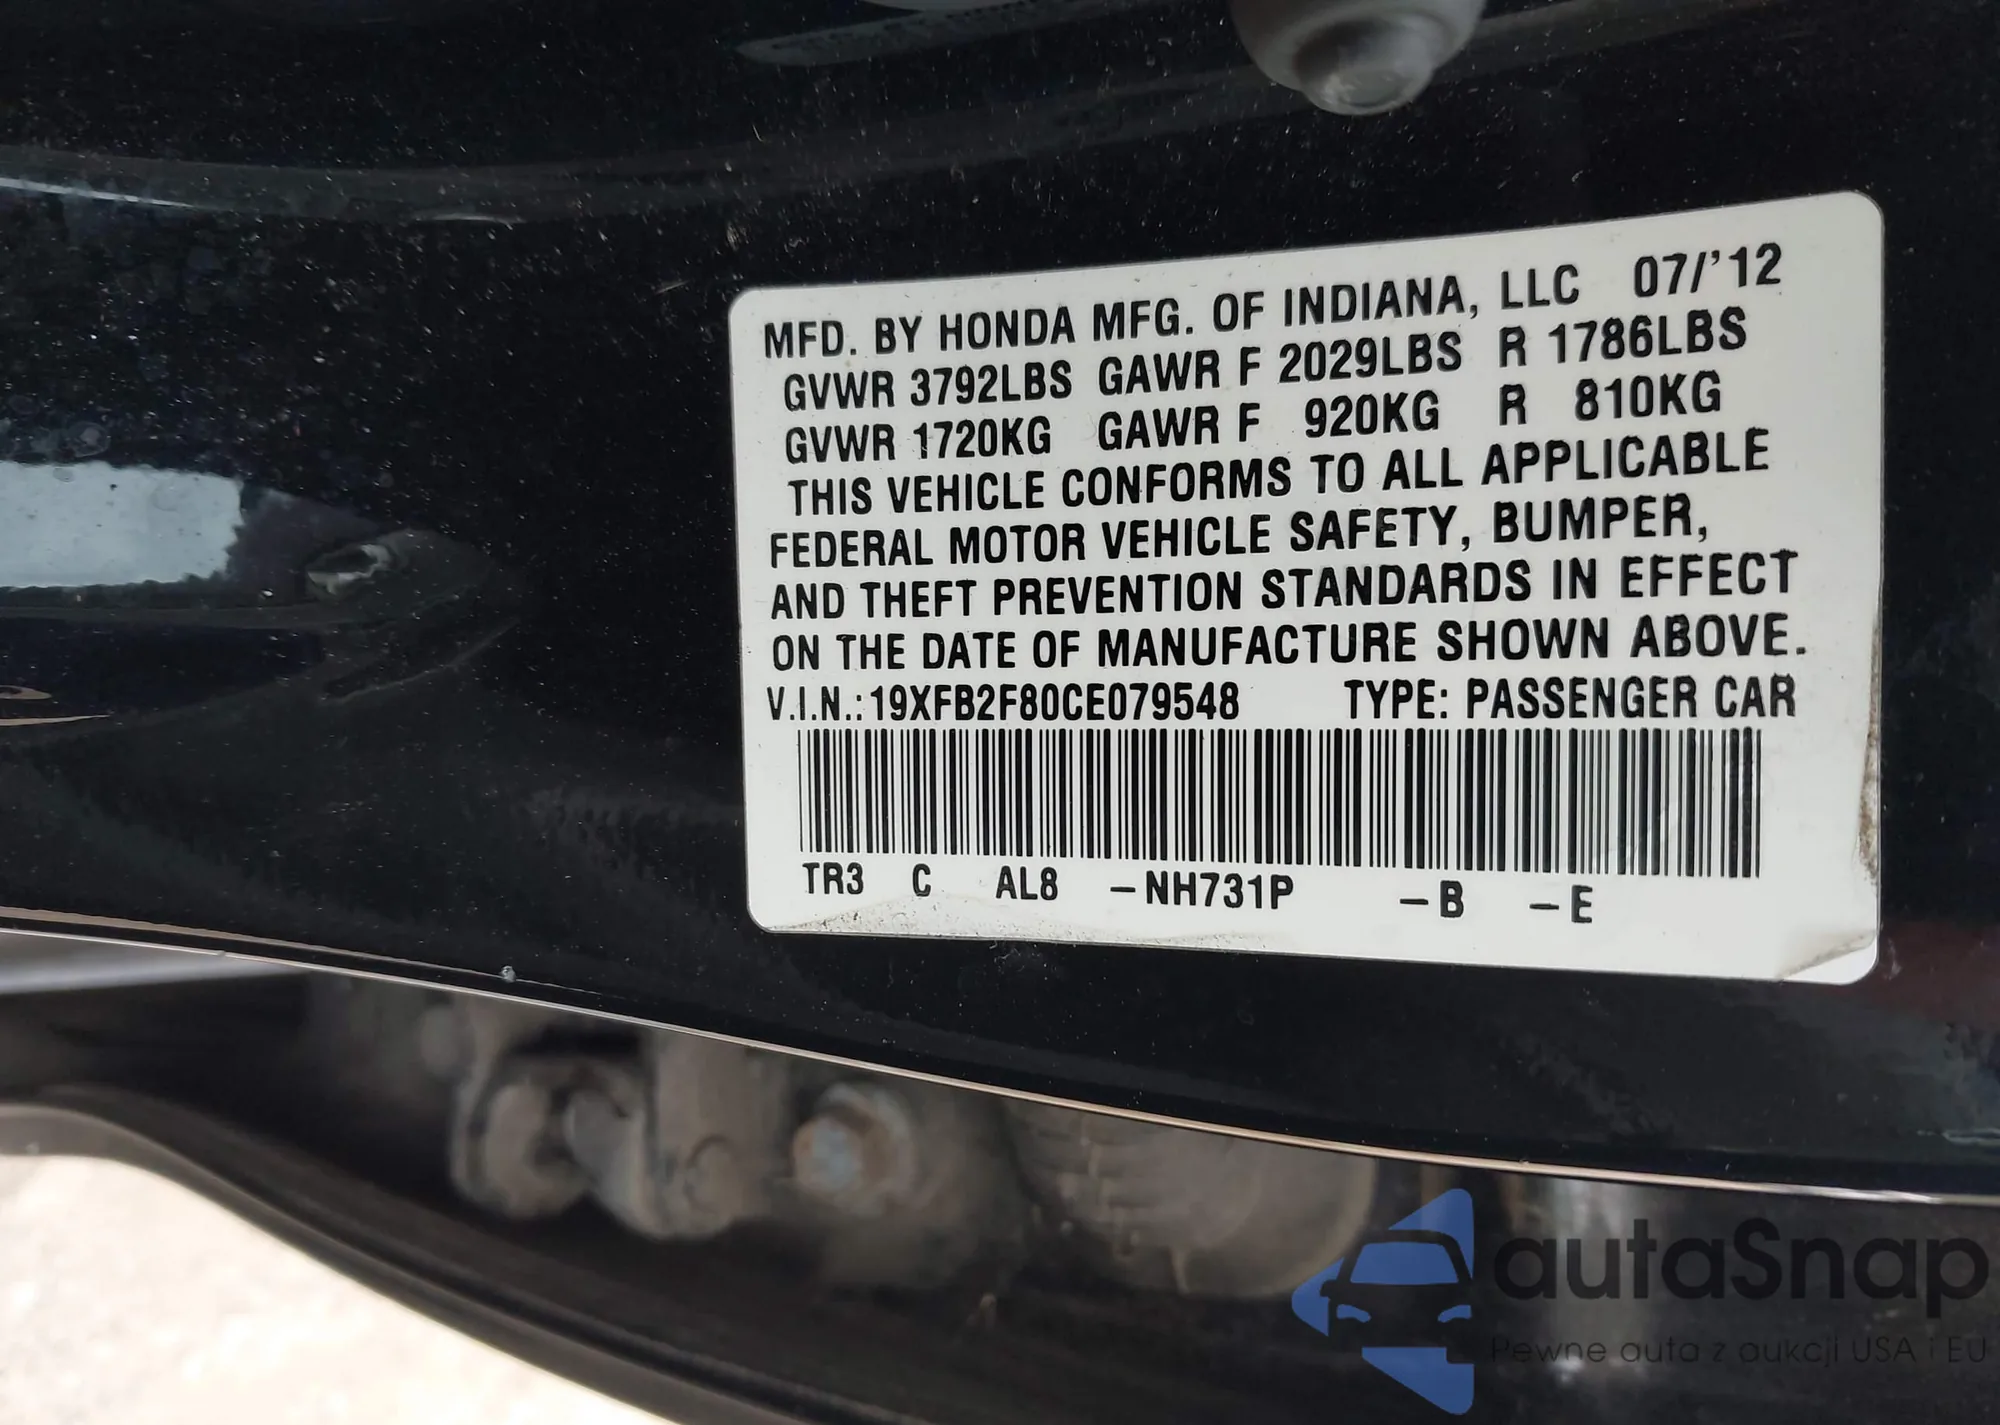 MFD. BY HONDA MFG. OF INDIANA, LLC 07/'12
GVWR 3792LBS GAWR F 2029LBS R 1786LBS
GVWR 1720KG GAWR F 920KG R 810KG
THIS VEHICLE CONFORMS TO ALL APPLICABLE
FEDERAL MOTOR VEHICLE SAFETY, BUMPER,
AND THEFT PREVENTION STANDARDS IN EFFECT
ON THE DATE OF MANUFACTURE SHOWN ABOVE.
V.I.N.: 19XFB2F80CE079548 TYPE: PASSENGER CAR
TR3 C AL8 –NH731P –B –E
autaSnap
Pewne auta z aukcji USA i EU